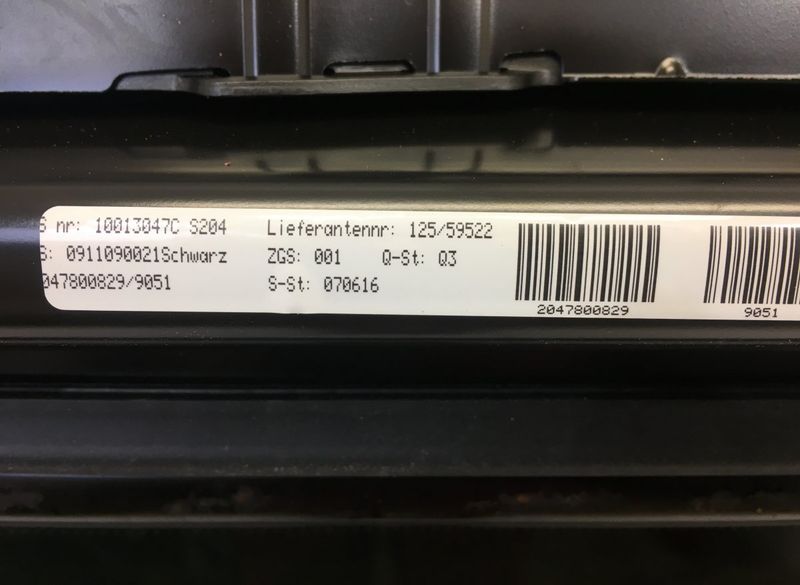 S nr: 10013047C S204
S: 0911090021Schwarz
047800829/9051
Lieferantennr: 125/59522
ZGS: 001 Q-St: Q3
S-St: 070616
2047800829
9051